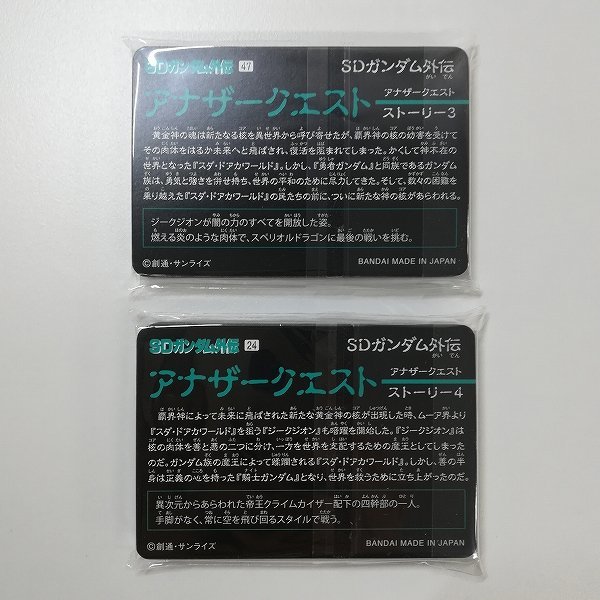 SDガンダム外伝 47 SDガンダム外伝
アナザークエスト アナザークエスト
ストーリー3
黄金神の魂は新たなる核を異世界から呼び寄せたが、覇界神の核の妨害を受けて
その肉体をはるか未来へと飛ばされ、復活を阻まれてしまった。かくして神不在の
世界となった『スダ・ドアカワールド』。しかし、『勇者ガンダム』と同族であるガンダム
族は、勇気と強さを併せ持ち、世界の平和のために尽力してきた。そして、数々の困難を
乗り越えた『スダ・ドアカワールド』の民たちの前に、ついに新たな神の核があらわれる。
ジークジオンが闇の力のすべてを開放した姿。
燃える炎のような肉体で、スペリオルドラゴンに最後の戦いを挑む。
©創通・サンライズ BANDAI MADE IN JAPAN
SDガンダム外伝 24 SDガンダム外伝
アナザークエスト アナザークエスト
ストーリー4
覇界神によって未来に飛ばされた新たな黄金神の核が出現した時、ムーア界より
『スダ・ドアカワールド』を狙う『ジークジオン』も暗躍を開始した。『ジークジオン』は
核の肉体を善と悪の二つに分け、一方を世界を支配するための魔王としてしまった
のだ。ガンダム族の魔王によって蹂躙される『スダ・ドアカワールド』。しかし、善の半
身は正義の心を持った『騎士ガンダム』となり、世界を救うために立ち上がったのだ。
異次元からあらわれた帝王クライムカイザー配下の四幹部の一人。
手脚がなく、常に空を飛び回るスタイルで戦う。
©創通・サンライズ BANDAI MADE IN JAPAN